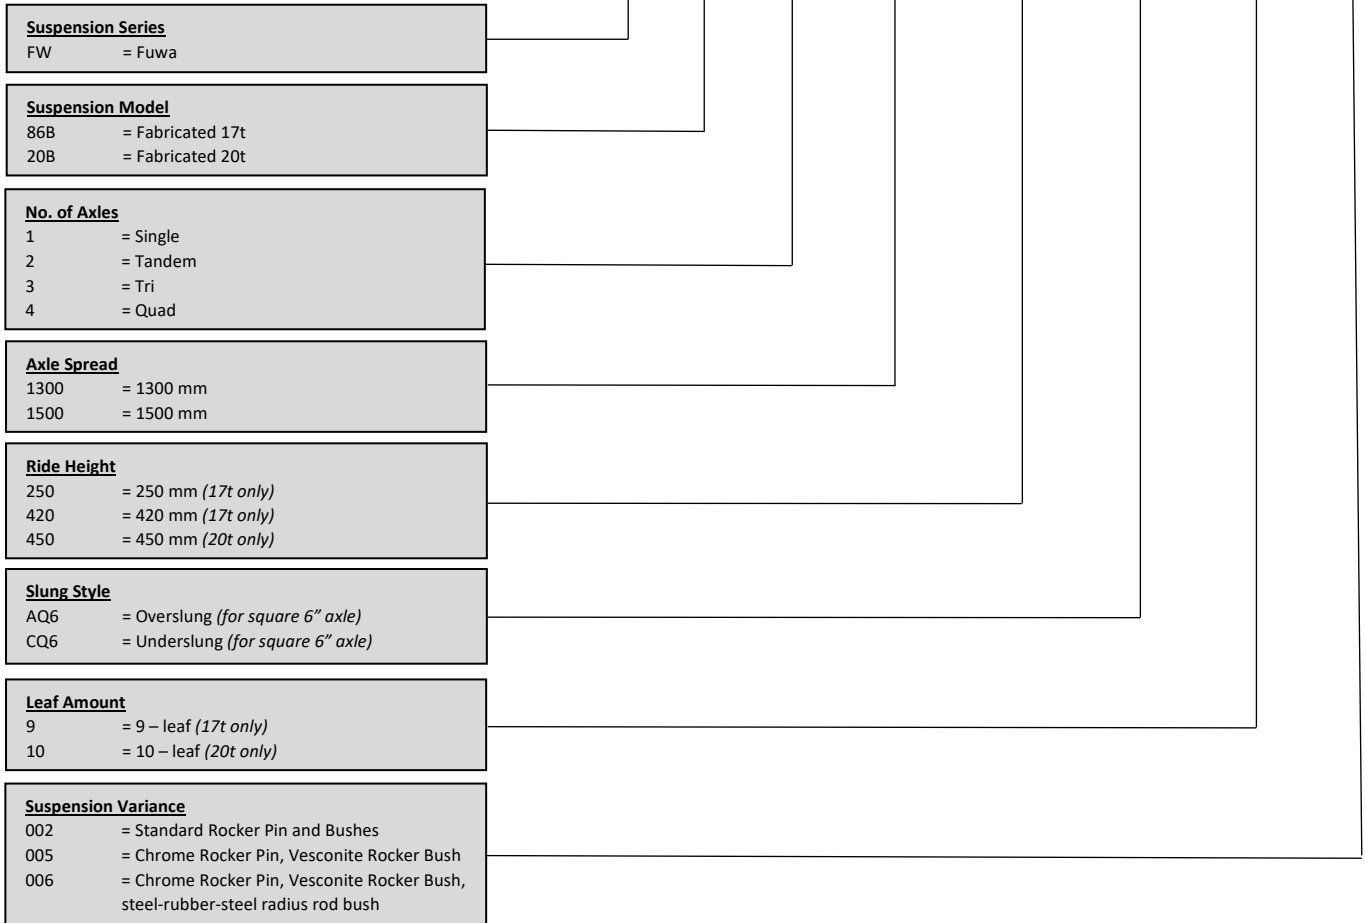 Suspension Series
FW = Fuwa
Suspension Model
86B = Fabricated 17t
20B = Fabricated 20t
No. of Axles
1 = Single
2 = Tandem
3 = Tri
4 = Quad
Axle Spread
1300 = 1300 mm
1500 = 1500 mm
Ride Height
250 = 250 mm (17t only)
420 = 420 mm (17t only)
450 = 450 mm (20t only)
Slung Style
AQ6 = Overslung (for square 6” axle)
CQ6 = Underslung (for square 6” axle)
Leaf Amount
9 = 9 – leaf (17t only)
10 = 10 – leaf (20t only)
Suspension Variance
002 = Standard Rocker Pin and Bushes
005 = Chrome Rocker Pin, Vesconite Rocker Bush
006 = Chrome Rocker Pin, Vesconite Rocker Bush,
steel-rubber-steel radius rod bush